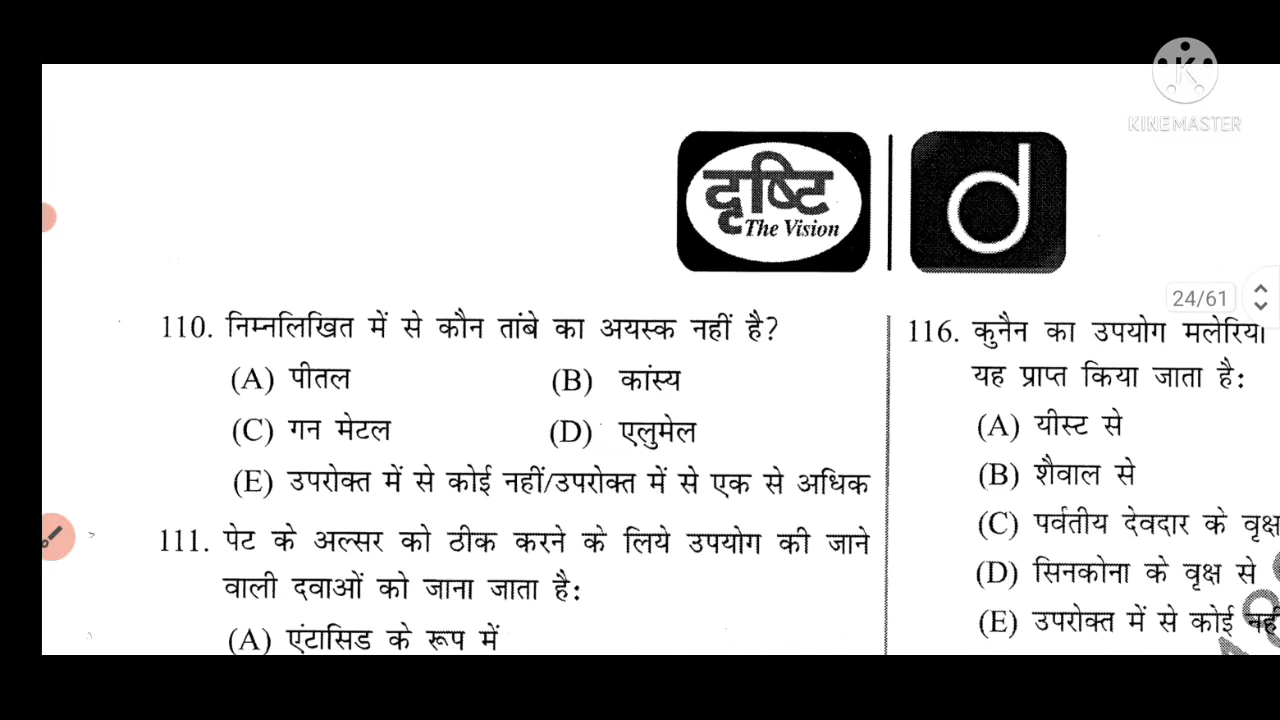 KINEMASTER
दृष्टि
The Vision
24/61
110. निम्नलिखित में से कौन तांबे का अयस्क नहीं है?
(A) पीतल (B) कांस्य
(C) गन मेटल (D) एलुमेल
(E) उपरोक्त में से कोई नहीं/उपरोक्त में से एक से अधिक
111. पेट के अल्सर को ठीक करने के लिये उपयोग की जाने
वाली दवाओं को जाना जाता है:
(A) एंटासिड के रूप में
116. कुनैन का उपयोग मलेरिया
यह प्राप्त किया जाता है:
(A) यीस्ट से
(B) शैवाल से
(C) पर्वतीय देवदार के वृक्ष
(D) सिनकोना के वृक्ष से
(E) उपरोक्त में से कोई नहीं